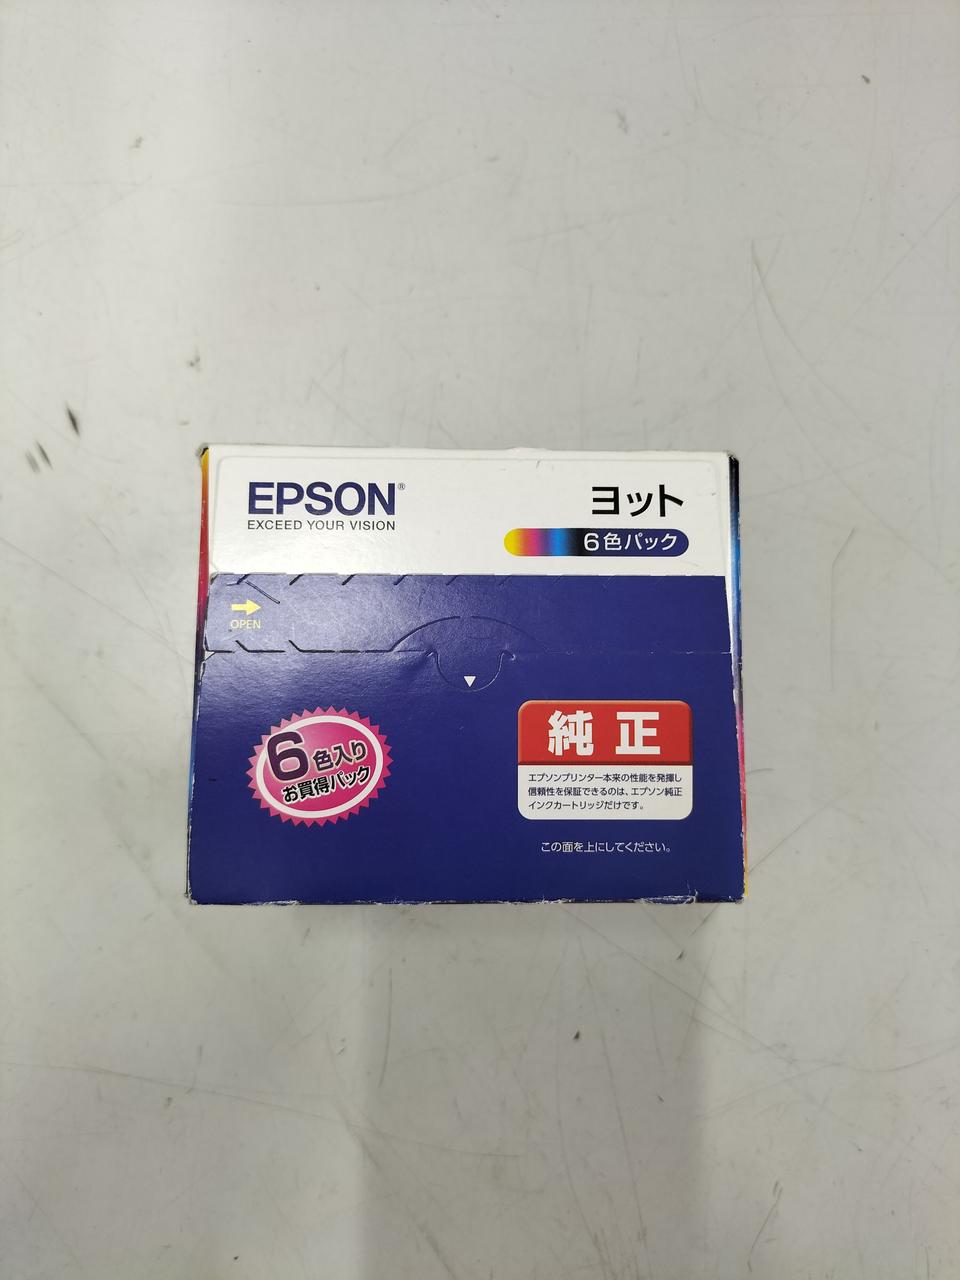 EPSON®
EXCEED YOUR VISION
ヨット
6色パック
OPEN
6色入り
お買得パック
純正
エプソンプリンター本来の性能を発揮し
信頼性を保証できるのは、エプソン純正
インクカートリッジだけです。
この面を上にしてください。